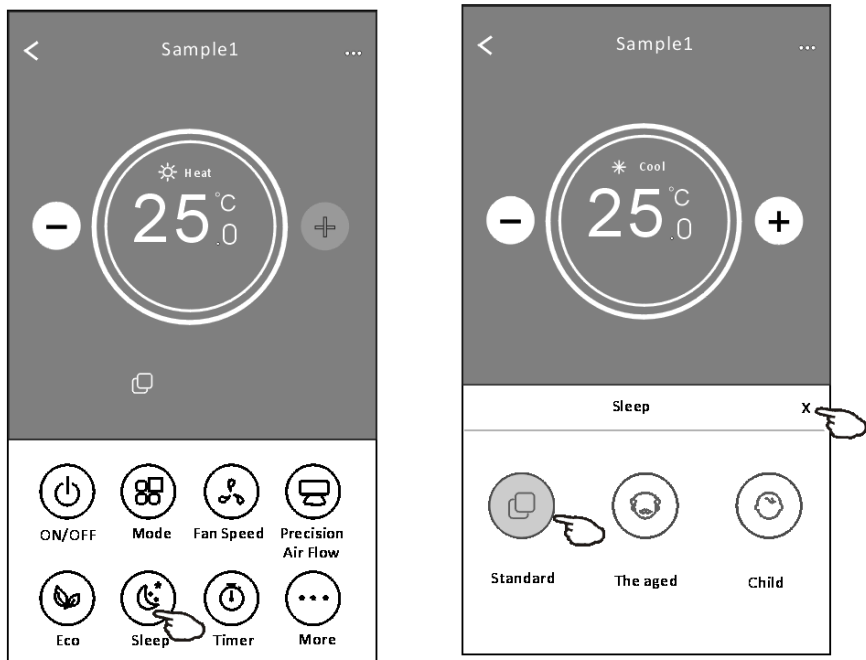 Sample1
...
Heat
25.0 °C
ON/OFF
Mode
Fan Speed
Precision
Air Flow
Eco
Sleep
Timer
More
Sample1
...
Cool
25.0 °C
Sleep
X
Standard
The aged
Child